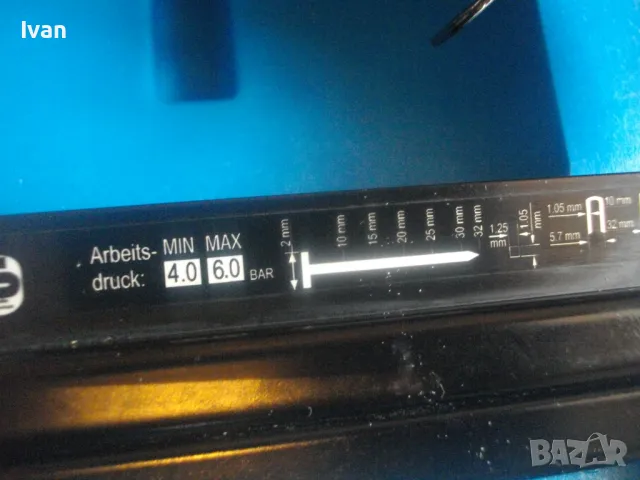 Ivan
Arbeits-
druck:
MIN MAX
4.0 6.0 BAR
2 mm
10 mm
15 mm
20 mm
25 mm
30 mm
32 mm
1.25
mm
1.05
mm
1.05 mm
5.7 mm
10 mm
32 mm
BAZAR